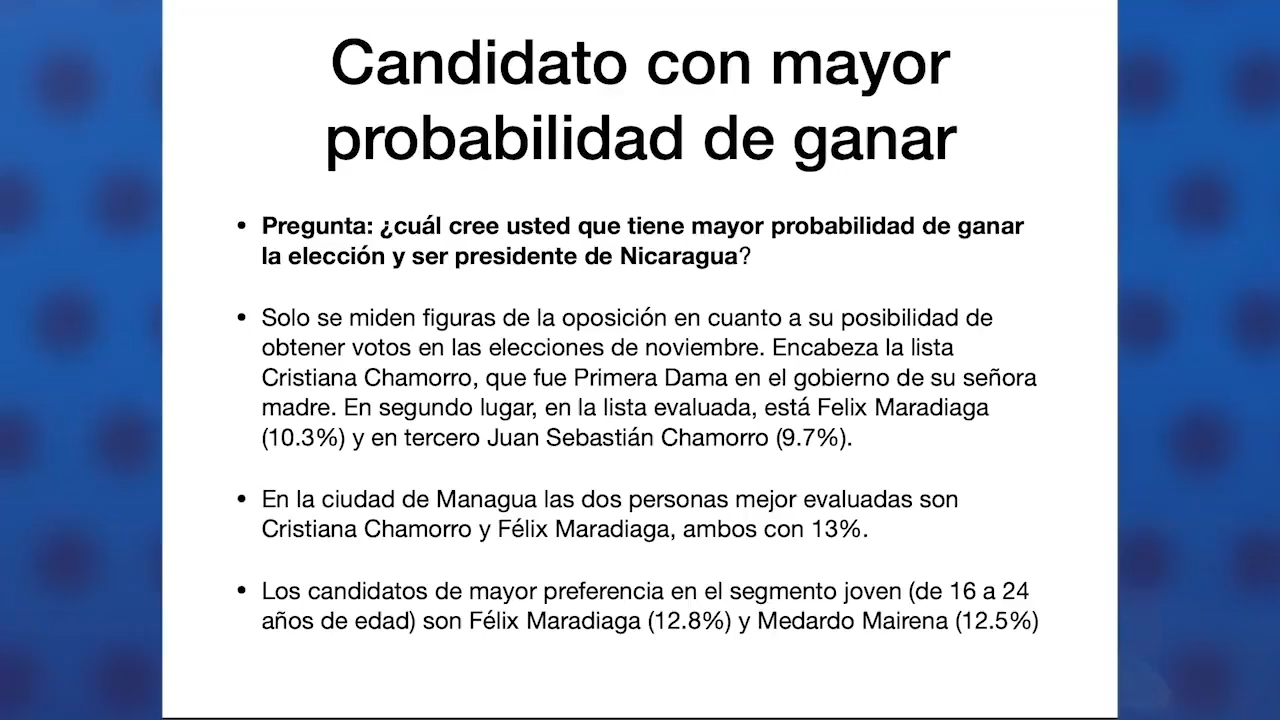 Candidato con mayor
probabilidad de ganar
• Pregunta: ¿cuál cree usted que tiene mayor probabilidad de ganar
la elección y ser presidente de Nicaragua?
• Solo se miden figuras de la oposición en cuanto a su posibilidad de
obtener votos en las elecciones de noviembre. Encabeza la lista
Cristiana Chamorro, que fue Primera Dama en el gobierno de su señora
madre. En segundo lugar, en la lista evaluada, está Felix Maradiaga
(10.3%) y en tercero Juan Sebastián Chamorro (9.7%).
• En la ciudad de Managua las dos personas mejor evaluadas son
Cristiana Chamorro y Félix Maradiaga, ambos con 13%.
• Los candidatos de mayor preferencia en el segmento joven (de 16 a 24
años de edad) son Félix Maradiaga (12.8%) y Medardo Mairena (12.5%)